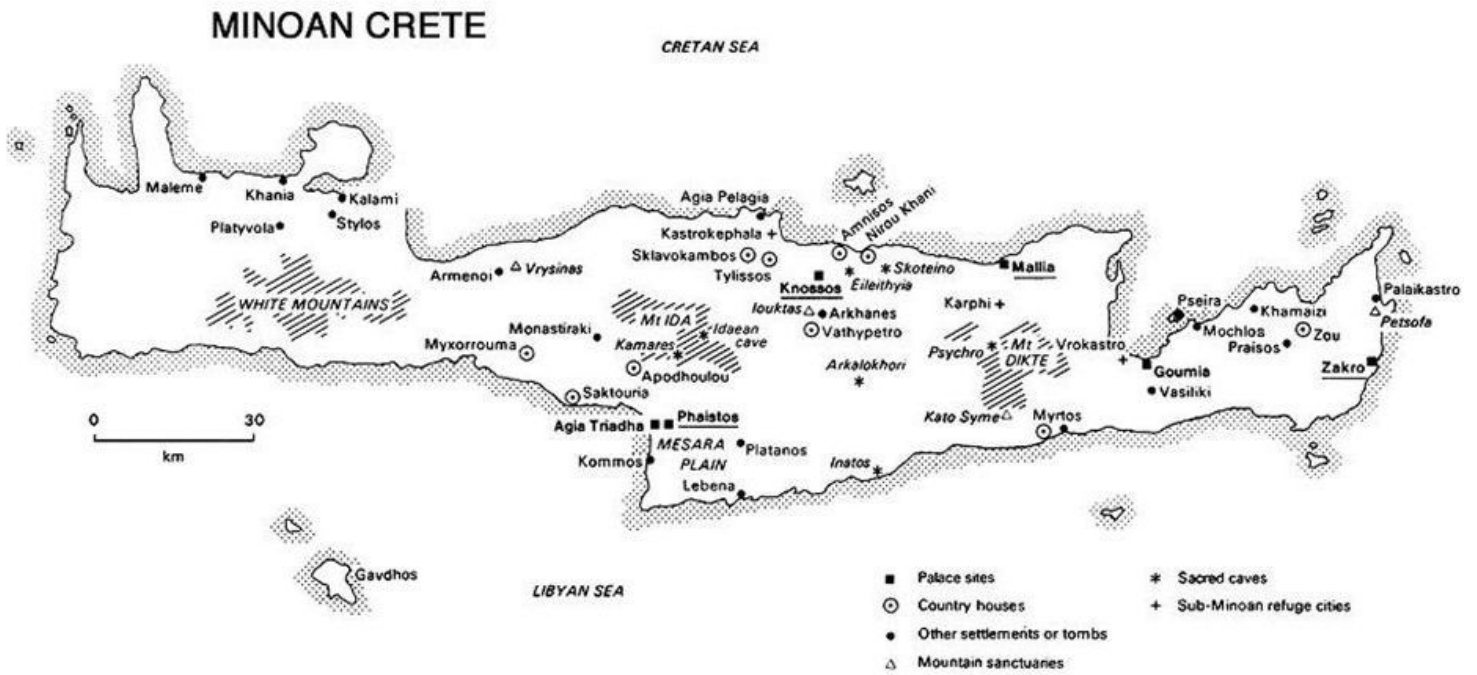 MINOAN CRETE
CRETAN SEA
Maleme
Khania
Kalami
Platyvola
Stylos
Agia Pelagia
Amnisos
Nirou Khani
Kastrokephala
Sklavokambos
Tylissos
Skoteino
Eileithyia
Mallia
Armenoi
Vrysinas
Knossos
WHITE MOUNTAINS
Mt IDA
Iouktas
Arkhanes
Karphi
Palaikastro
Pseira
Khamaizi
Petsofa
Monastiraki
Idaean
cave
Vathypetro
Mochlos
Zou
Myxorrouma
Kamares
Psychro
Mt
DIKTE
Vrokastro
Praisos
Apodhoulou
Arkalokhori
Goumia
Zakro
Vasiliki
Saktouria
Kato Syme
Myrtos
Agia Triadha
Phaistos
0
30
km
MESARA
PLAIN
Platanos
Kommos
Inatos
Lebena
Gavdhos
LIBYAN SEA
Palace sites
Country houses
Other settlements or tombs
Mountain sanctuaries
Sacred caves
Sub-Minoan refuge cities